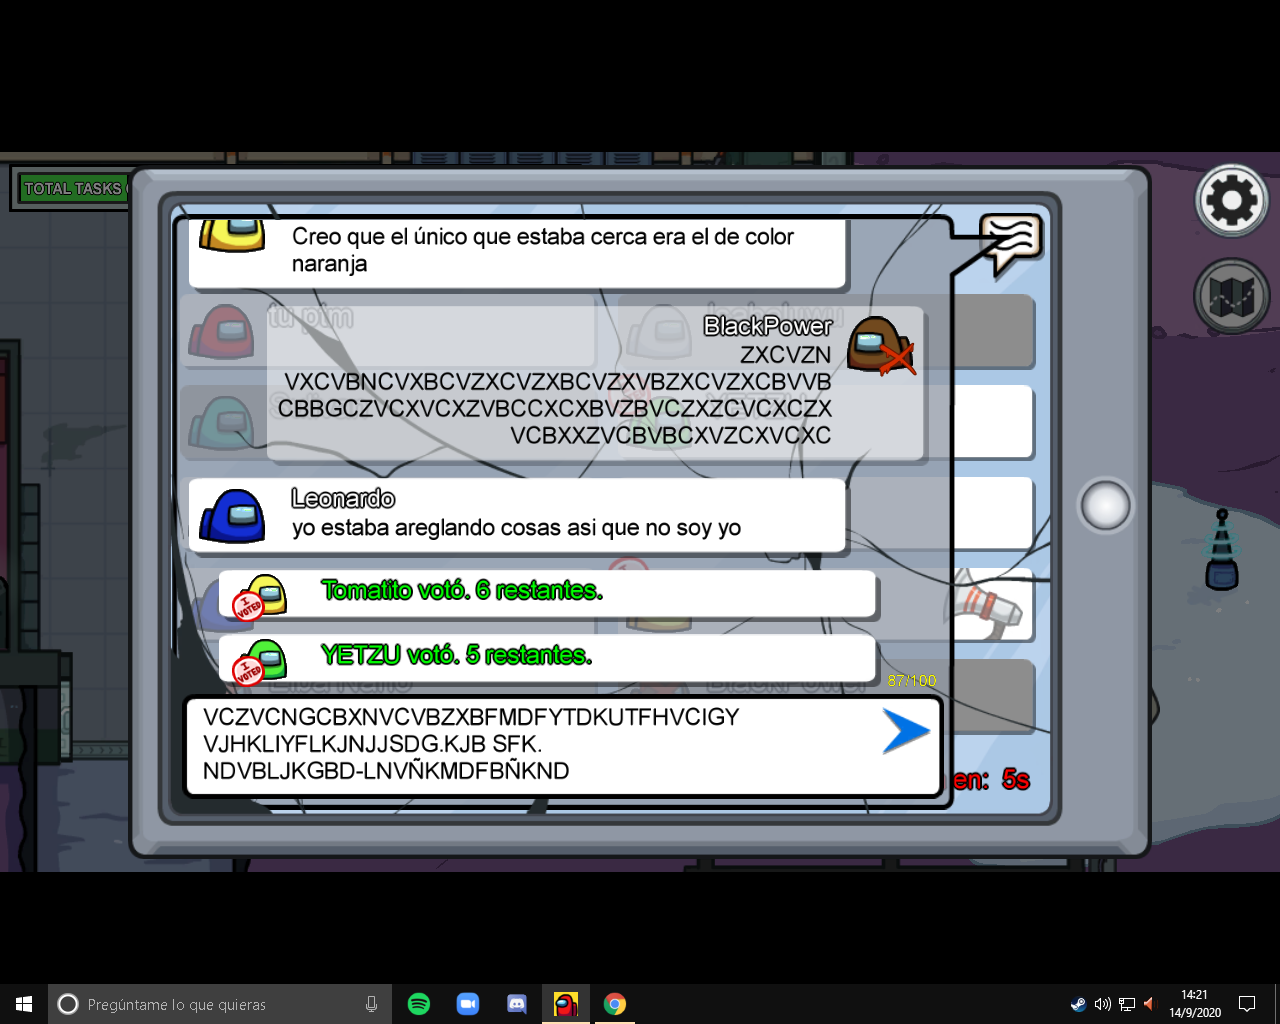 TOTAL TASKS
Creo que el único que estaba cerca era el de color
naranja
tu pim
BlackPower
ZXCVZN
VXCVBNCVXBCVZXCVZXBCVZXVBZXCVZXCBVVB
CBBGCZVCXVCXZVBCCXCXBVZBVCZXZCVCXCZX
VCBXXZVCBVBCXVZCXVCXC
YETZU
Leonardo
yo estaba areglando cosas asi que no soy yo
I VOTED
Tomatito votó. 6 restantes.
I VOTED
YETZU votó. 5 restantes.
BlackPower
87/100
VCZVCNGCBXNVCVBZXBFMDFYTDKUTFHVCIGY
VJHKLIYFLKJNJJSDG.KJB SFK.
NDVBLJKGBD-LNVÑKMDFBÑKND
en: 5s
Pregúntame lo que quieras
14:21
14/9/2020